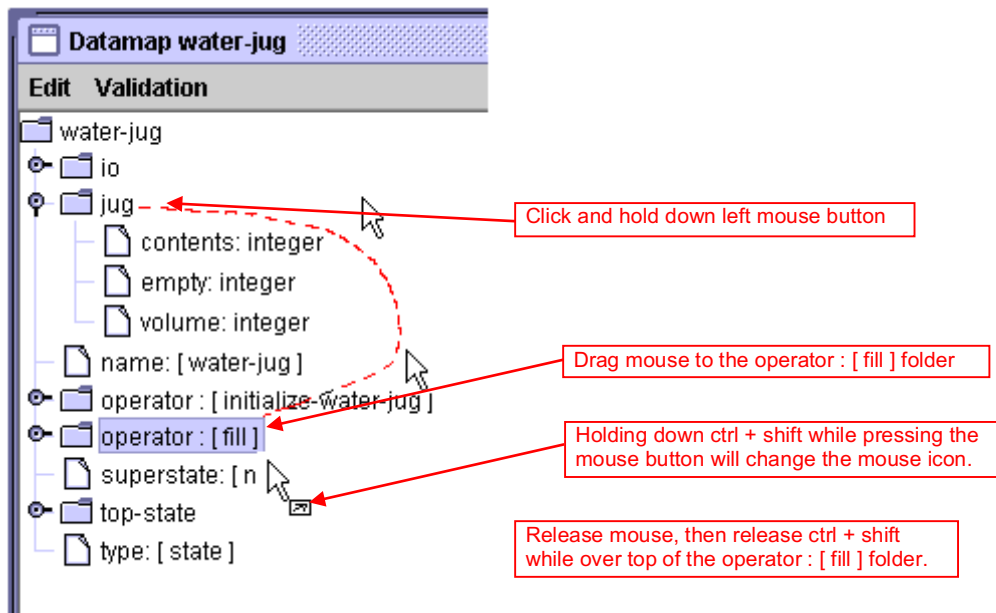 Datamap water-jug
Edit Validation
water-jug
io
jug
Click and hold down left mouse button
contents: integer
empty: integer
volume: integer
name: [ water-jug ]
Drag mouse to the operator : [ fill ] folder
operator : [ initialize-water-jug ]
operator : [ fill ]
Holding down ctrl + shift while pressing the
mouse button will change the mouse icon.
superstate: [ n
top-state
Release mouse, then release ctrl + shift
while over top of the operator : [ fill ] folder.
type: [ state ]